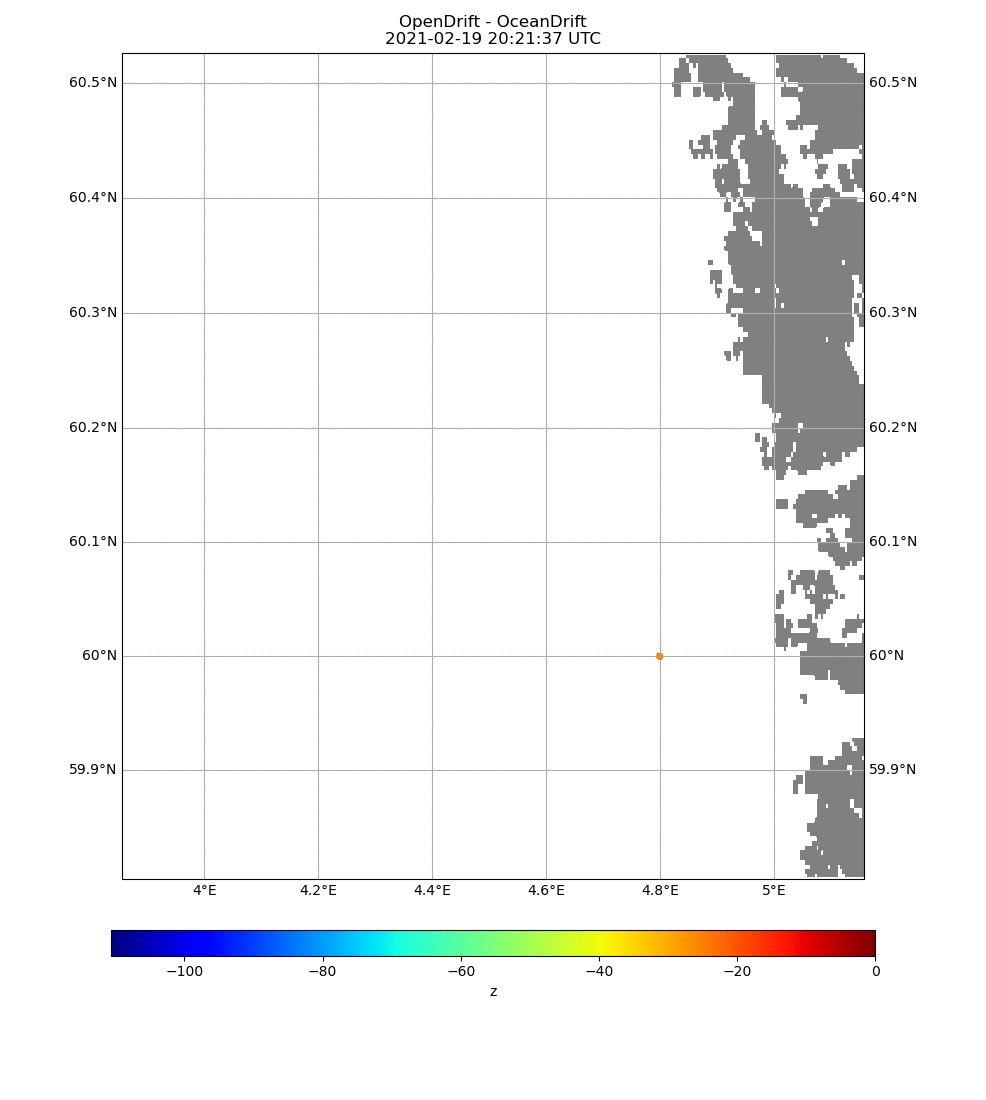 OpenDrift - OceanDrift
2021-02-19 20:21:37 UTC
60.5°N 60.5°N
60.4°N 60.4°N
60.3°N 60.3°N
60.2°N 60.2°N
60.1°N 60.1°N
60°N 60°N
59.9°N 59.9°N
4°E 4.2°E 4.4°E 4.6°E 4.8°E 5°E
−100 −80 −60 −40 −20 0
z